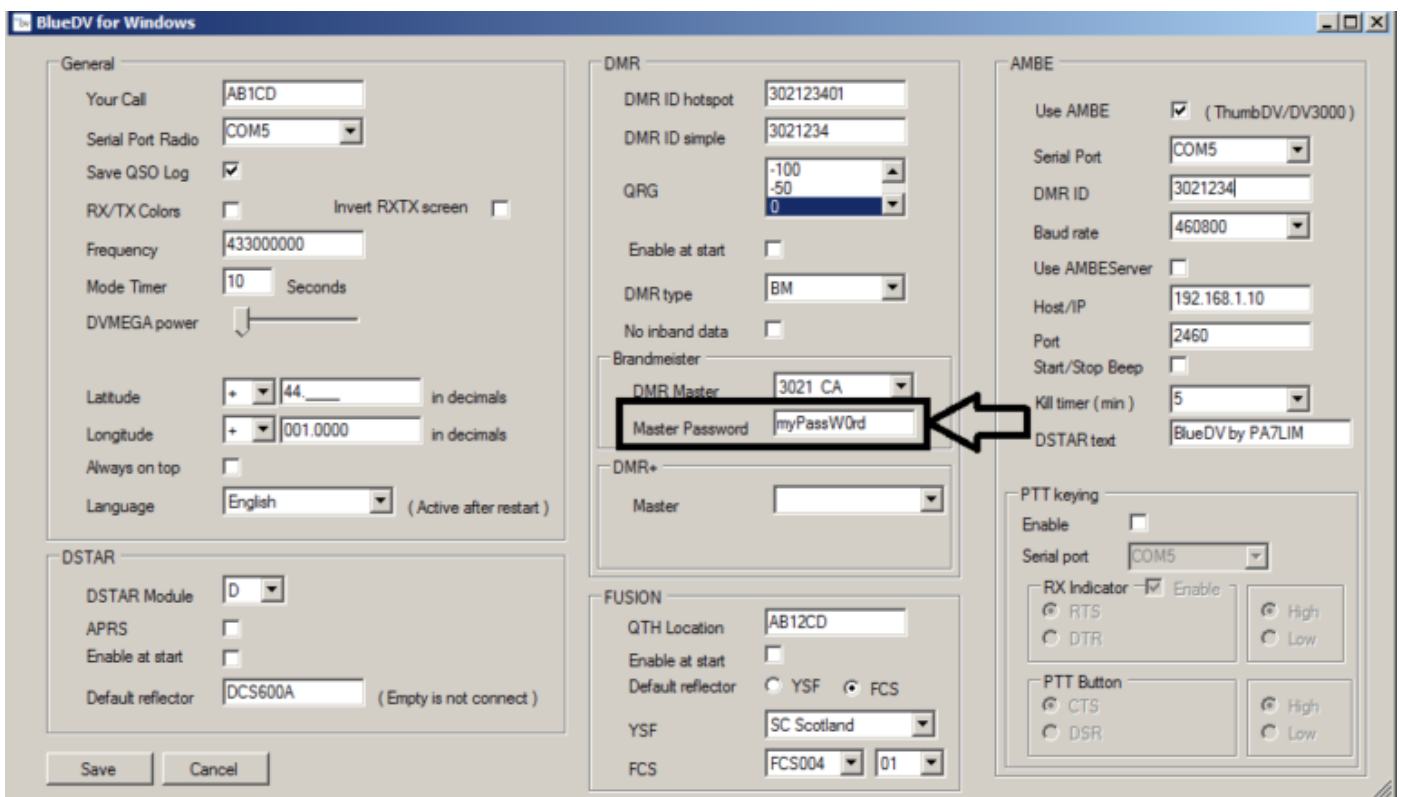 BlueDV for Windows
General
Your Call AB1CD
Serial Port Radio COM5
Save QSO Log
RX/TX Colors Invert RXTX screen
Frequency 433000000
Mode Timer 10 Seconds
DVMEGA power
Latitude + 44.____ in decimals
Longitude + 001.0000 in decimals
Always on top
Language English ( Active after restart )
DSTAR
DSTAR Module D
APRS
Enable at start
Default reflector DCS600A ( Empty is not connect )
Save Cancel
DMR
DMR ID hotspot 302123401
DMR ID simple 3021234
-100
QRG -50
0
Enable at start
DMR type BM
No inband data
Brandmeister
DMR Master 3021 CA
Master Password myPassW0rd
DMR+
Master
FUSION
QTH Location AB12CD
Enable at start
Default reflector YSF FCS
YSF SC Scotland
FCS FCS004 01
AMBE
Use AMBE ( ThumbDV/DV3000 )
Serial Port COM5
DMR ID 3021234
Baud rate 460800
Use AMBEServer
Host/IP 192.168.1.10
Port 2460
Start/Stop Beep
Kill timer ( min ) 5
DSTAR text BlueDV by PA7LIM
PTT keying
Enable
Serial port COM5
RX Indicator Enable
RTS High
DTR Low
PTT Button
CTS High
DSR Low